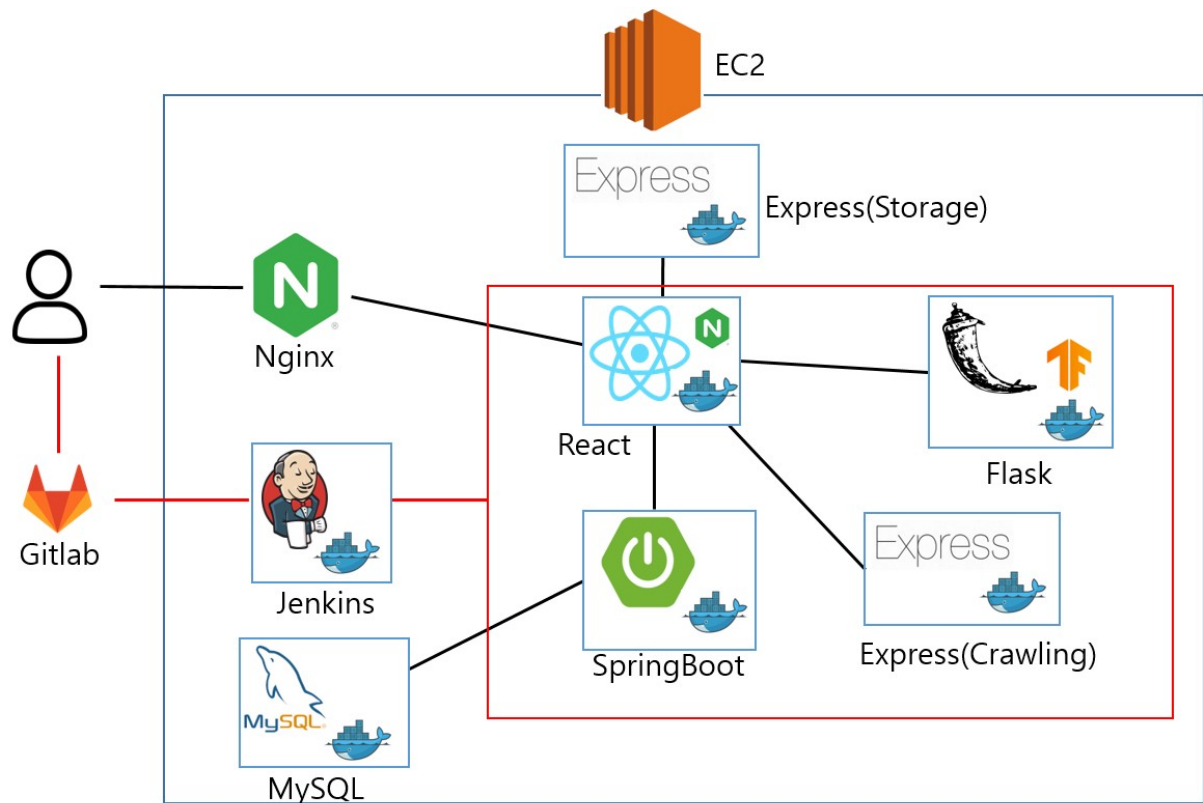 EC2
Express
Express(Storage)
N
N
Nginx
React
Flask
Gitlab
Jenkins
Express
SpringBoot
Express(Crawling)
MySQL
MySQL